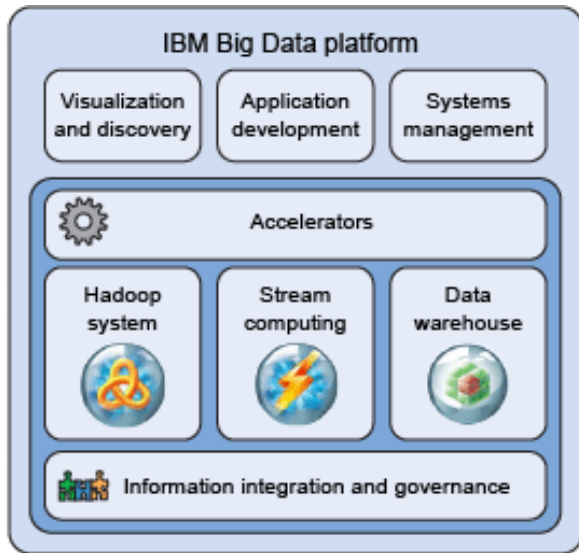 IBM Big Data platform
Visualization
and discovery
Application
development
Systems
management
Accelerators
Hadoop
system
Stream
computing
Data
warehouse
Information integration and governance